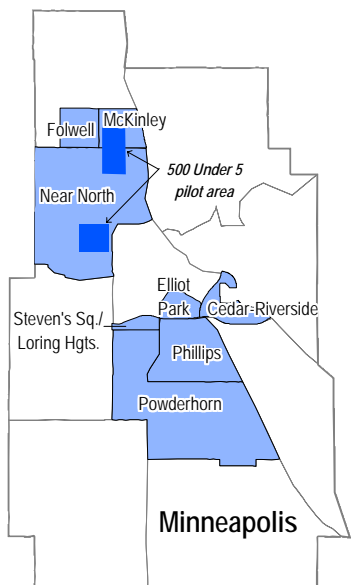 McKinley
Folwell
500 Under 5
pilot area
Near North
Elliot
Park
Cedar-Riverside
Steven's Sq./
Loring Hgts.
Phillips
Powderhorn
Minneapolis